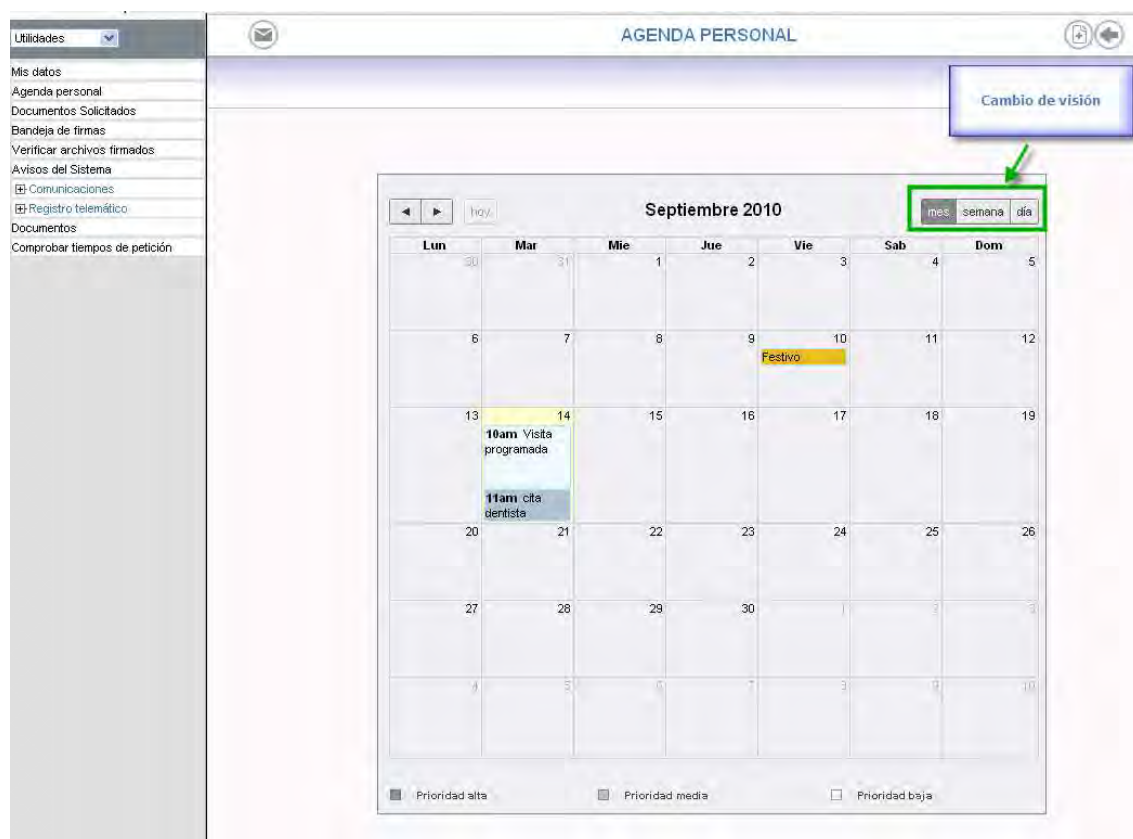 Utilidades
AGENDA PERSONAL
Mis datos
Agenda personal
Documentos Solicitados
Bandeja de firmas
Verificar archivos firmados
Avisos del Sistema
Comunicaciones
Registro telemático
Documentos
Comprobar tiempos de petición
Cambio de visión
hoy
Septiembre 2010
mes semana día
Lun Mar Mie Jue Vie Sab Dom
30 31 1 2 3 4 5
6 7 8 9 10 11 12
Festivo
13 14 15 16 17 18 19
10am Visita
programada
11am cita
dentista
20 21 22 23 24 25 26
27 28 29 30 1 2 3
4 5 6 7 8 9 10
Prioridad alta Prioridad media Prioridad baja